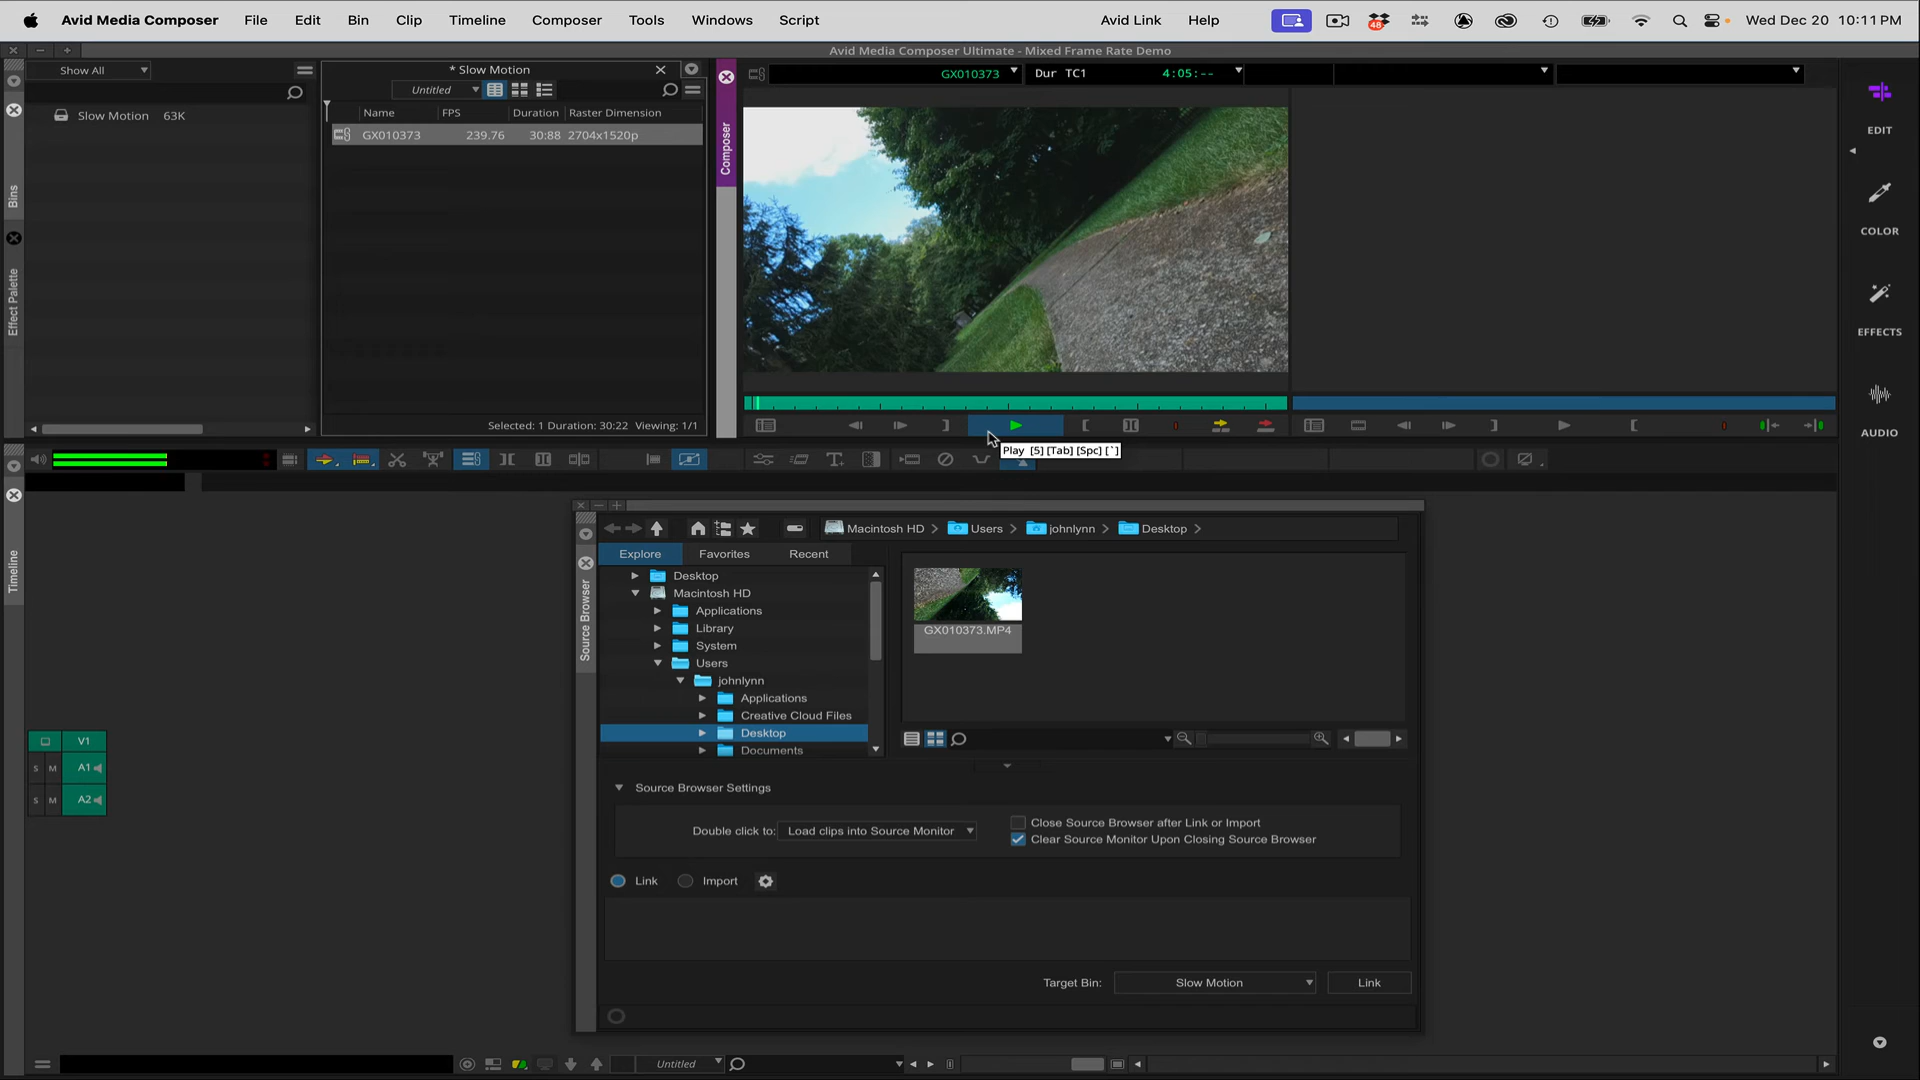 Avid Media Composer File Edit Bin Clip Timeline Composer Tools Windows Script Avid Link Help 48 Wed Dec 20 10:11 PM
Avid Media Composer Ultimate - Mixed Frame Rate Demo
Show All
* Slow Motion
GX010373
Dur TC1 4:05:--
Untitled
Name FPS Duration Raster Dimension
Slow Motion 63K
GX010373 239.76 30:88 2704x1520p
Composer
EDIT
Bins
COLOR
Effect Palette
EFFECTS
Selected: 1 Duration: 30:22 Viewing: 1/1
AUDIO
Play [5] [Tab] [Spc] [`]
Timeline
Macintosh HD Users johnlynn Desktop
Explore Favorites Recent
Source Browser
Desktop
Macintosh HD
Applications
Library
System
Users
johnlynn
Applications
Creative Cloud Files
Desktop
Documents
GX010373.MP4
V1
S M A1
S M A2
Source Browser Settings
Double click to: Load clips into Source Monitor
Close Source Browser after Link or Import
Clear Source Monitor Upon Closing Source Browser
Link Import
Target Bin: Slow Motion Link
Untitled